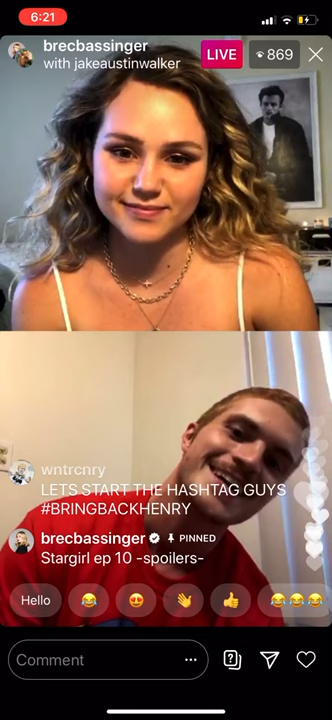 6:21
brecbassinger
with jakeaustinwalker
LIVE
869
wntrcnry
LETS START THE HASHTAG GUYS
#BRINGBACKHENRY
brecbassinger PINNED
Stargirl ep 10 -spoilers-
Hello
Comment